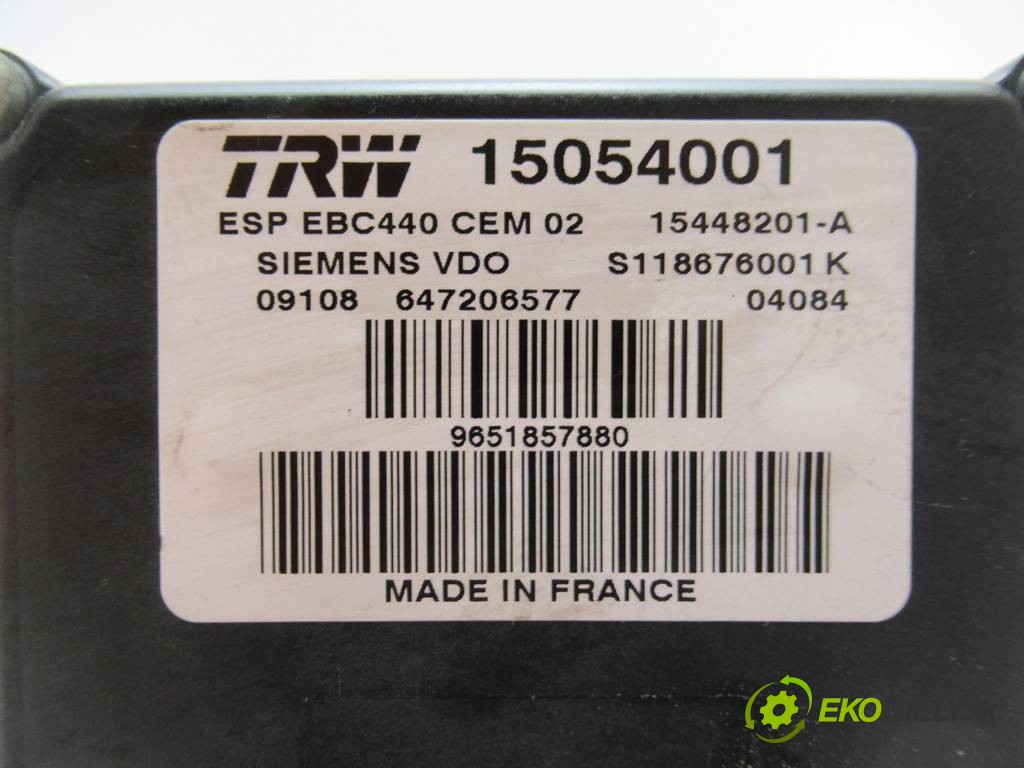 TRW 15054001
ESP EBC440 CEM 02 15448201-A
SIEMENS VDO S118676001 K
09108 647206577 04084
9651857880
MADE IN FRANCE
EKO